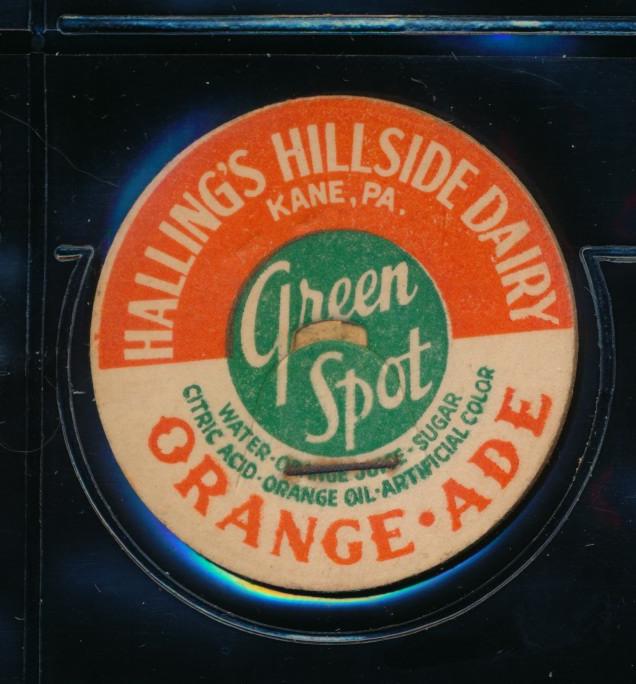 HALLING'S HILLSIDE DAIRY
KANE, PA.
Green
Spot
WATER · ORANGE JUICE · SUGAR
CITRIC ACID · ORANGE OIL · ARTIFICIAL COLOR
ORANGE · ADE